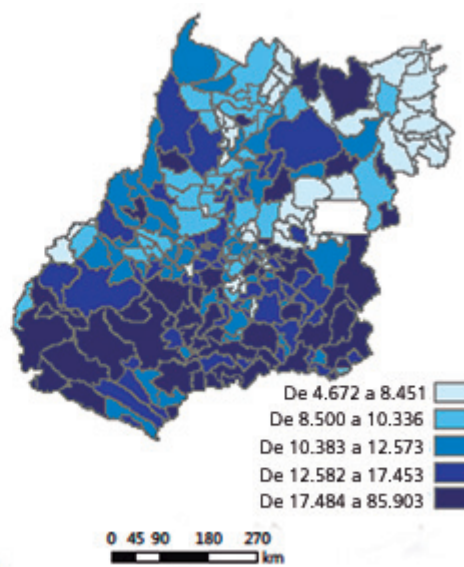 De 4.672 a 8.451
De 8.500 a 10.336
De 10.383 a 12.573
De 12.582 a 17.453
De 17.484 a 85.903
0 45 90 180 270
km